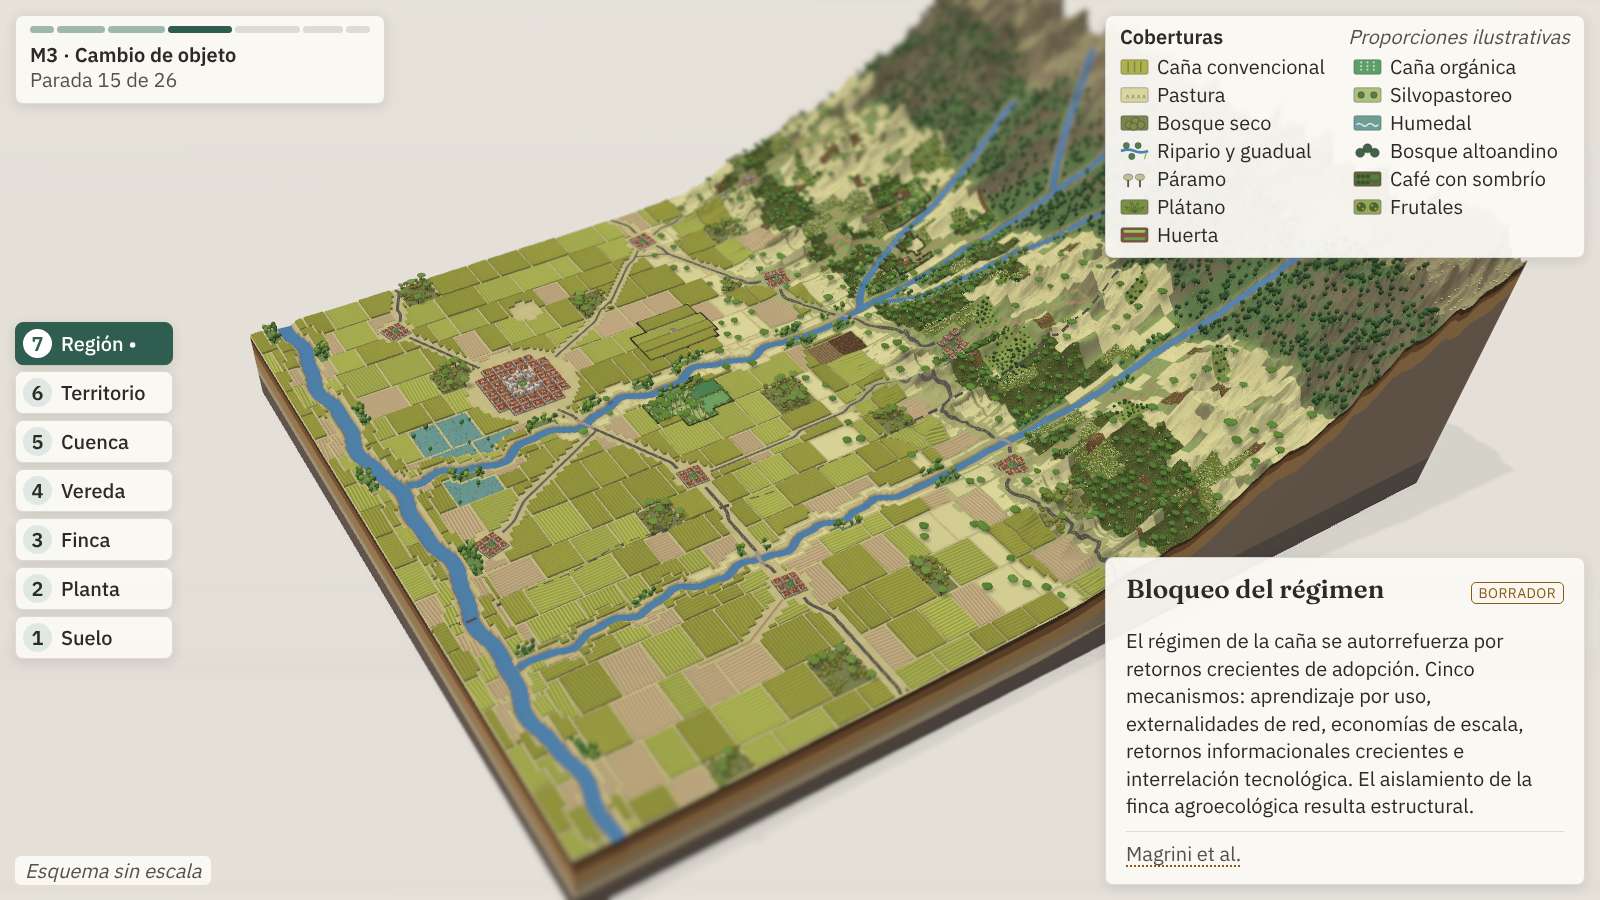 M3 · Cambio de objeto
Parada 15 de 26
Coberturas
Proporciones ilustrativas
Caña convencional
Caña orgánica
Pastura
Silvopastoreo
Bosque seco
Humedal
Ripario y guadual
Bosque altoandino
Páramo
Café con sombrío
Plátano
Frutales
Huerta
7 Región •
6 Territorio
5 Cuenca
4 Vereda
3 Finca
2 Planta
1 Suelo
Bloqueo del régimen
BORRADOR
El régimen de la caña se autorrefuerza por
retornos crecientes de adopción. Cinco
mecanismos: aprendizaje por uso,
externalidades de red, economías de escala,
retornos informacionales crecientes e
interrelación tecnológica. El aislamiento de la
finca agroecológica resulta estructural.
Magrini et al.
Esquema sin escala